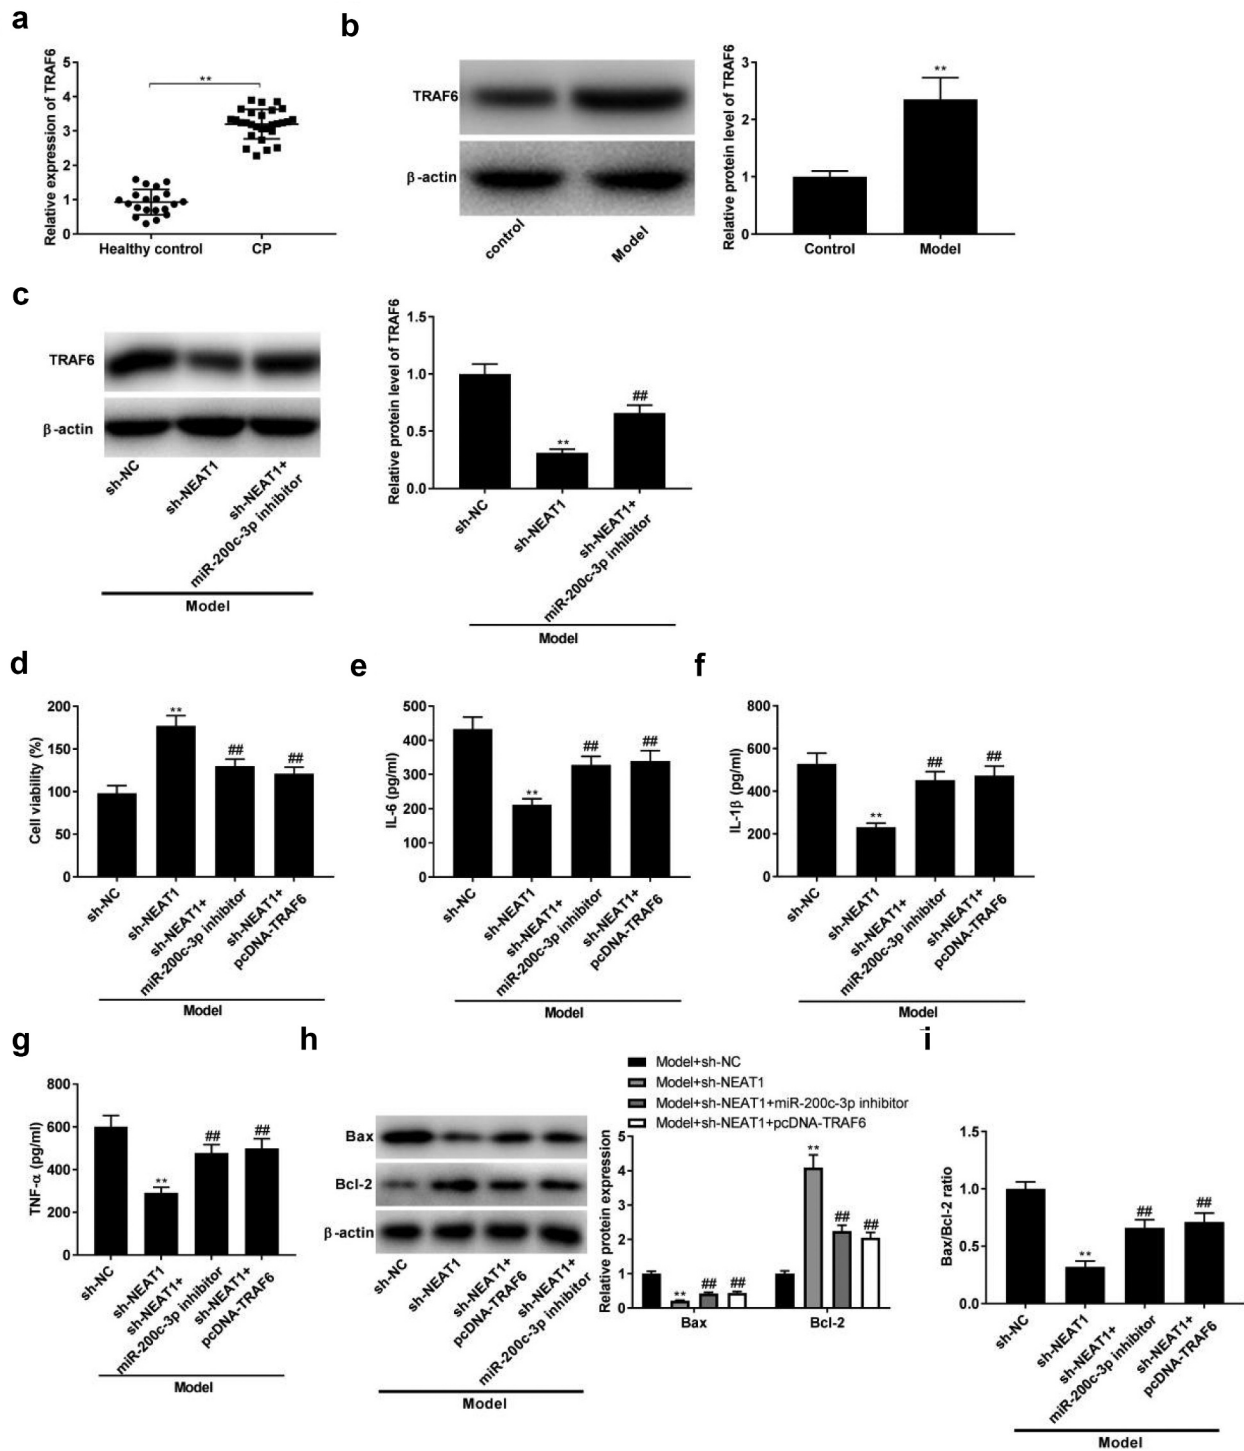 a
Relative expression of TRAF6
5
4
3
2
1
0
**
Healthy control
CP
b
TRAF6
β-actin
control
Model
Relative protein level of TRAF6
3
2
1
0
**
Control
Model
c
TRAF6
β-actin
sh-NC
sh-NEAT1
sh-NEAT1+
miR-200c-3p inhibitor
Model
Relative protein level of TRAF6
1.5
1.0
0.5
0.0
**
##
sh-NC
sh-NEAT1
sh-NEAT1+
miR-200c-3p inhibitor
Model
d
Cell viability (%)
200
150
100
50
0
**
##
##
sh-NC
sh-NEAT1
sh-NEAT1+
miR-200c-3p inhibitor
sh-NEAT1+
pcDNA-TRAF6
Model
e
IL-6 (pg/ml)
500
400
300
200
100
0
**
##
##
sh-NC
sh-NEAT1
sh-NEAT1+
miR-200c-3p inhibitor
sh-NEAT1+
pcDNA-TRAF6
Model
f
IL-1β (pg/ml)
800
600
400
200
0
**
##
##
sh-NC
sh-NEAT1
sh-NEAT1+
miR-200c-3p inhibitor
sh-NEAT1+
pcDNA-TRAF6
Model
g
TNF-α (pg/ml)
800
600
400
200
0
**
##
##
sh-NC
sh-NEAT1
sh-NEAT1+
miR-200c-3p inhibitor
sh-NEAT1+
pcDNA-TRAF6
Model
h
Bax
Bcl-2
β-actin
sh-NC
sh-NEAT1
sh-NEAT1+
pcDNA-TRAF6
sh-NEAT1+
miR-200c-3p inhibitor
Model
Model+sh-NC
Model+sh-NEAT1
Model+sh-NEAT1+miR-200c-3p inhibitor
Model+sh-NEAT1+pcDNA-TRAF6
Relative protein expression
5
4
3
2
1
0
**
##
##
**
##
##
Bax
Bcl-2
i
Bax/Bcl-2 ratio
1.5
1.0
0.5
0.0
**
##
##
sh-NC
sh-NEAT1
sh-NEAT1+
miR-200c-3p inhibitor
sh-NEAT1+
pcDNA-TRAF6
Model